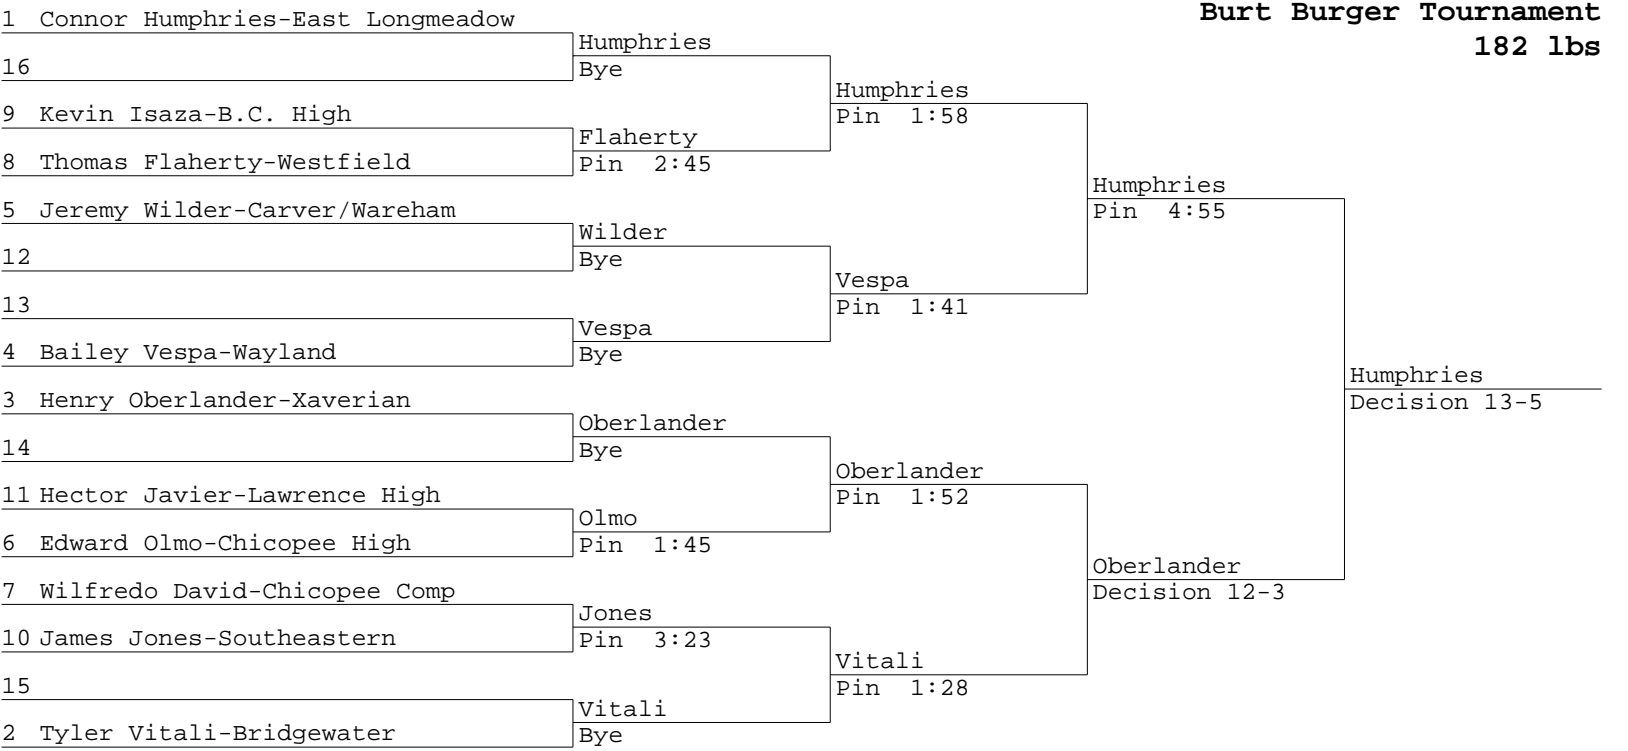 Burt Burger Tournament
182 lbs
1 Connor Humphries-East Longmeadow
16
9 Kevin Isaza-B.C. High
8 Thomas Flaherty-Westfield
5 Jeremy Wilder-Carver/Wareham
12
13
4 Bailey Vespa-Wayland
3 Henry Oberlander-Xaverian
14
11 Hector Javier-Lawrence High
6 Edward Olmo-Chicopee High
7 Wilfredo David-Chicopee Comp
10 James Jones-Southeastern
15
2 Tyler Vitali-Bridgewater
Humphries
Bye
Flaherty
Pin 2:45
Wilder
Bye
Vespa
Bye
Oberlander
Bye
Olmo
Pin 1:45
Jones
Pin 3:23
Vitali
Bye
Humphries
Pin 1:58
Vespa
Pin 1:41
Oberlander
Pin 1:52
Vitali
Pin 1:28
Humphries
Pin 4:55
Oberlander
Decision 12-3
Humphries
Decision 13-5